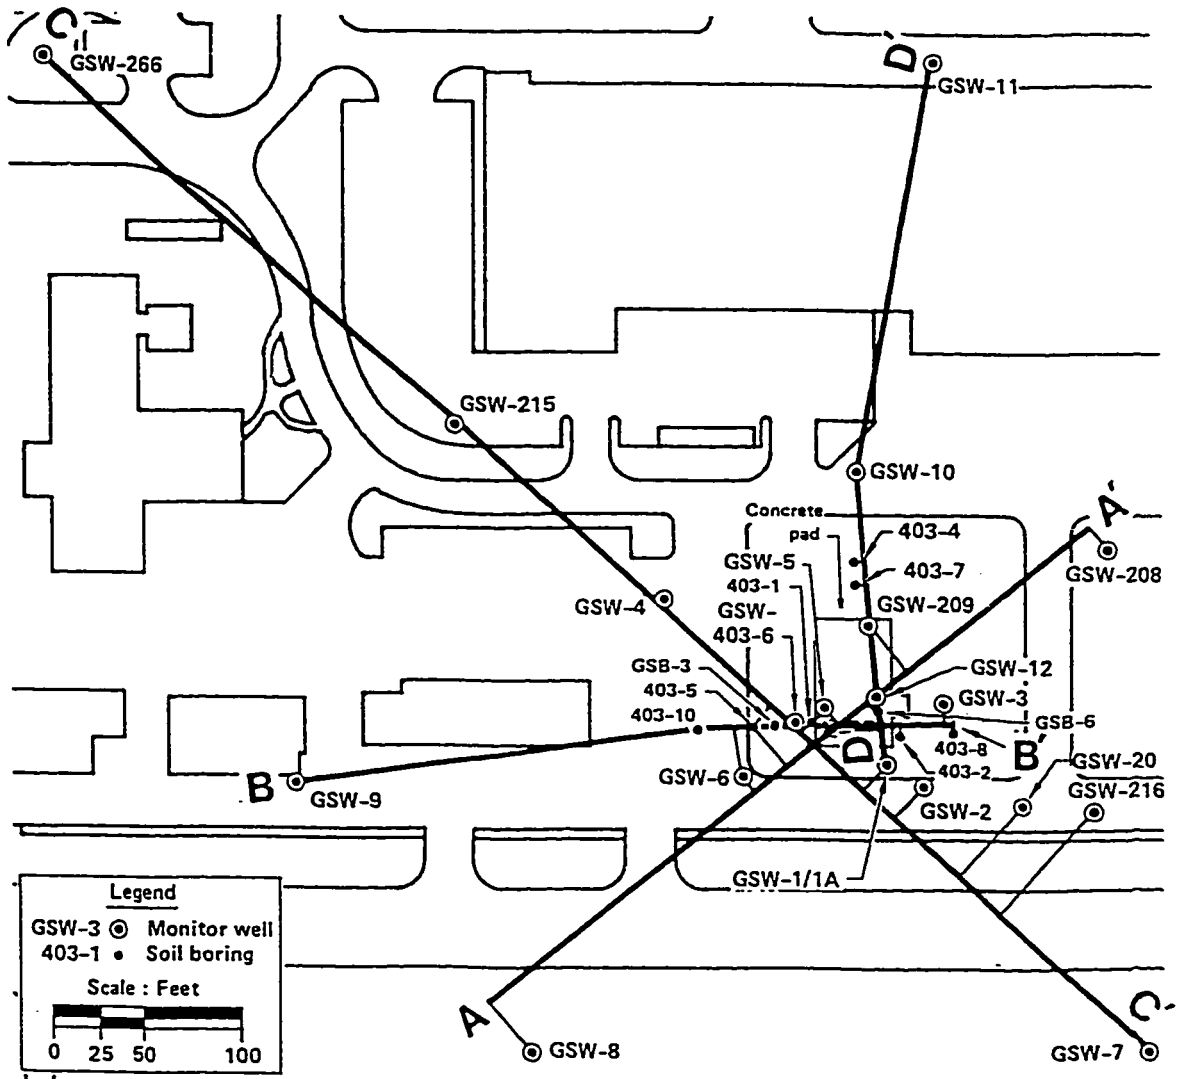 C'
GSW-266
D'
GSW-11
GSW-215
GSW-10
Concrete
pad
403-4
A'
GSW-5
403-7
GSW-208
403-1
GSW-4
GSW-
403-6
GSW-209
GSB-3
GSW-12
403-5
GSW-3
403-10
GSB-6
D
403-8
B'
GSW-6
403-2
GSW-20
B
GSW-9
GSW-2
GSW-216
GSW-1/1A
Legend
GSW-3 Monitor well
403-1 Soil boring
Scale : Feet
0 25 50 100
A
GSW-8
C'
GSW-7